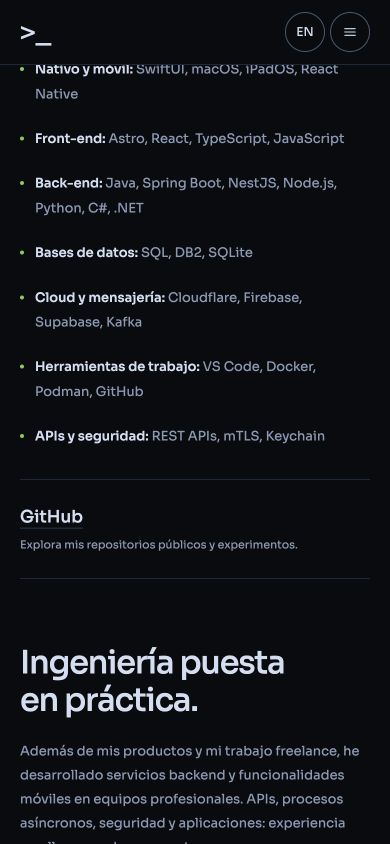 >_
EN
Nativo y móvil: SwiftUI, macOS, iPadOS, React
Native
Front-end: Astro, React, TypeScript, JavaScript
Back-end: Java, Spring Boot, NestJS, Node.js,
Python, C#, .NET
Bases de datos: SQL, DB2, SQLite
Cloud y mensajería: Cloudflare, Firebase,
Supabase, Kafka
Herramientas de trabajo: VS Code, Docker,
Podman, GitHub
APIs y seguridad: REST APIs, mTLS, Keychain
GitHub
Explora mis repositorios públicos y experimentos.
Ingeniería puesta
en práctica.
Además de mis productos y mi trabajo freelance, he
desarrollado servicios backend y funcionalidades
móviles en equipos profesionales. APIs, procesos
asíncronos, seguridad y aplicaciones: experiencia